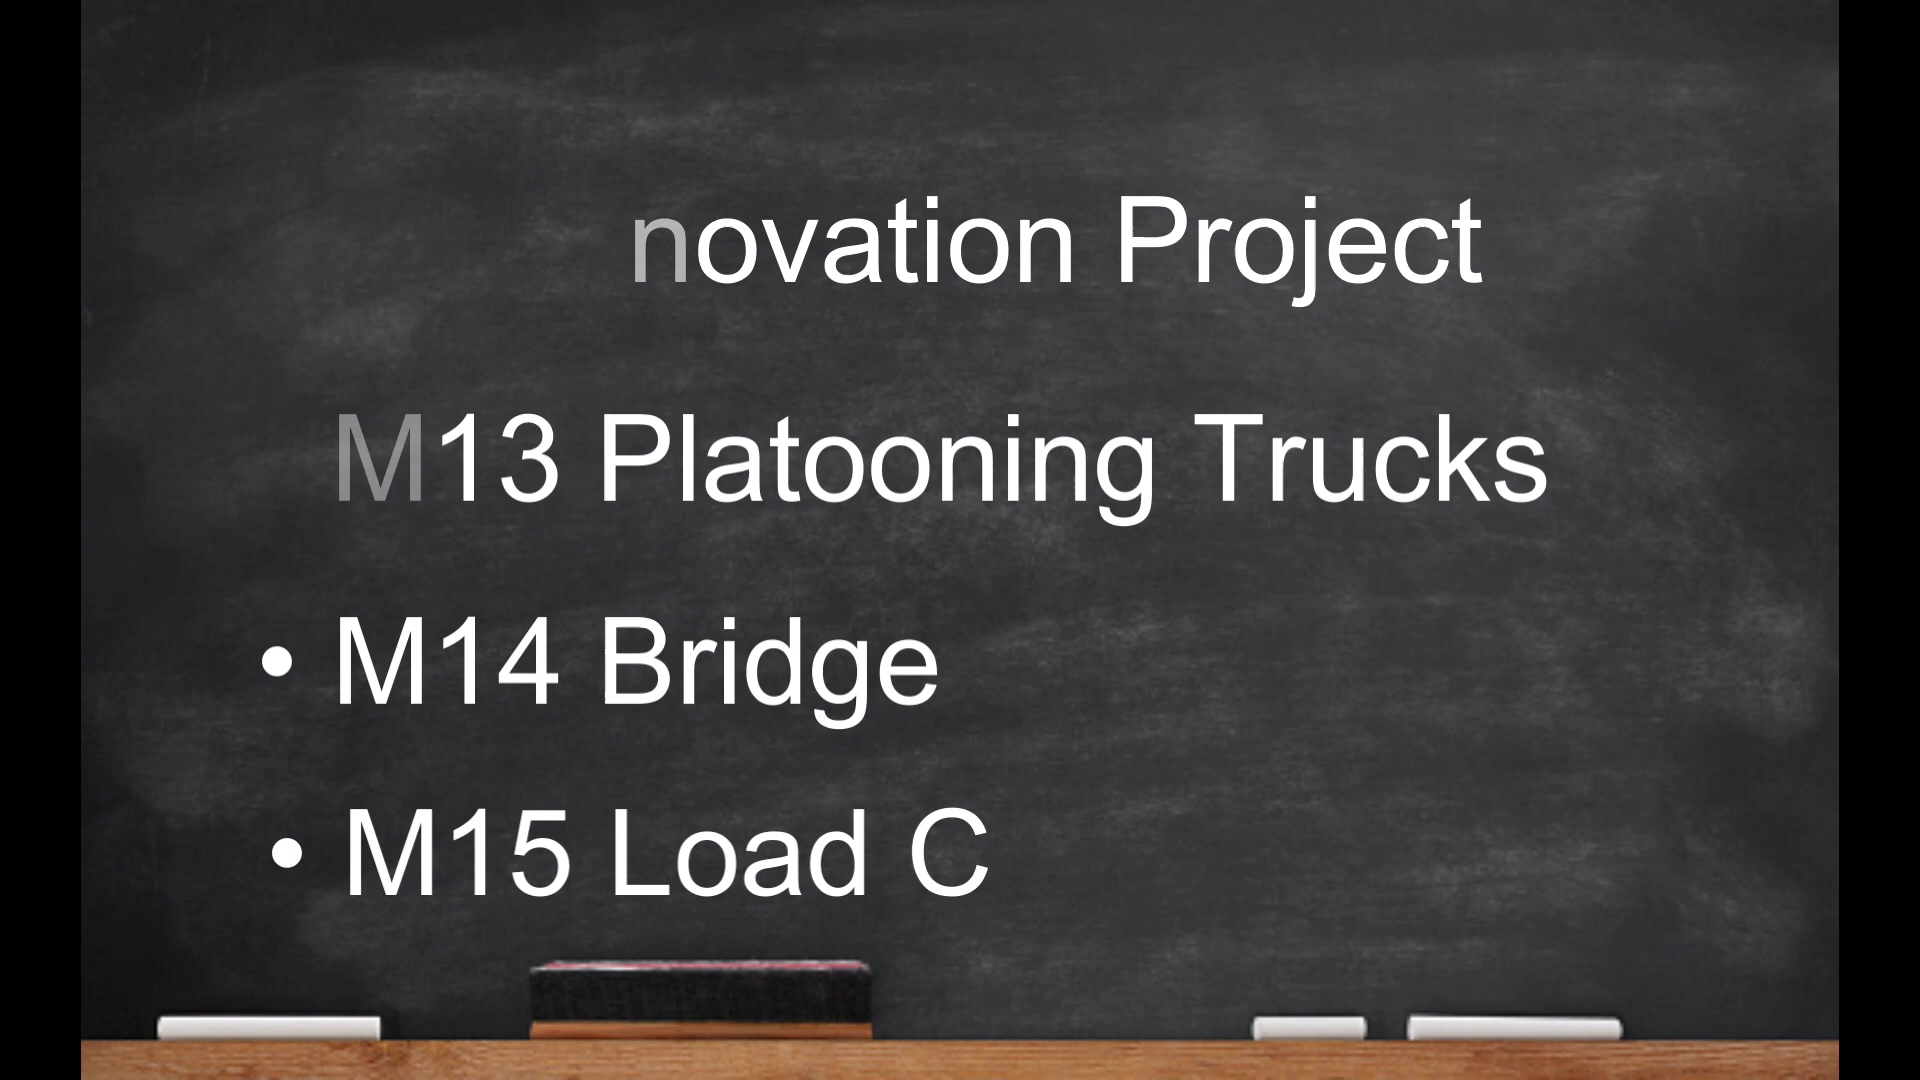 novation Project
M13 Platooning Trucks
• M14 Bridge
• M15 Load C